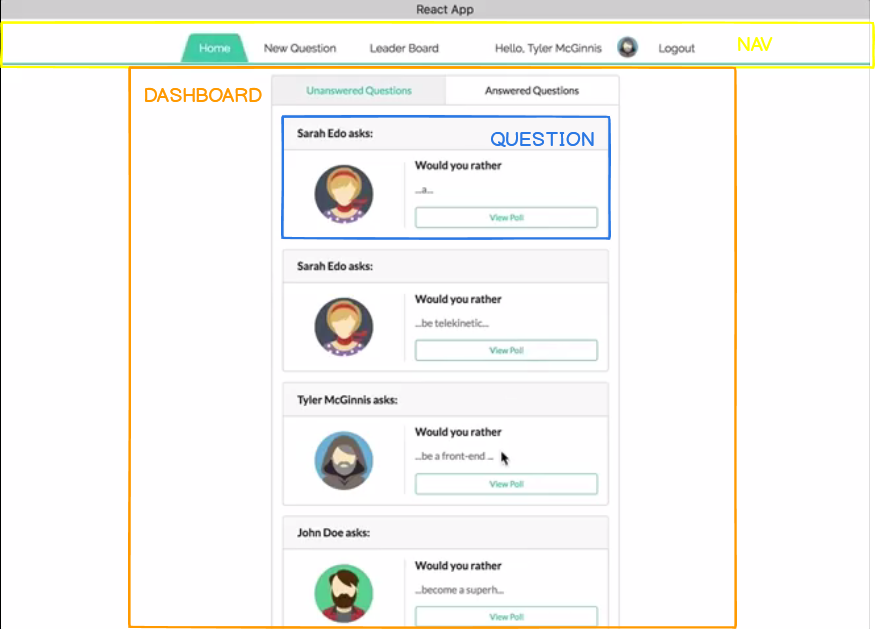 React App
Home New Question Leader Board Hello, Tyler McGinnis Logout NAV
DASHBOARD
Unanswered Questions Answered Questions
Sarah Edo asks: QUESTION
Would you rather
...a...
View Poll
Sarah Edo asks:
Would you rather
...be telekinetic...
View Poll
Tyler McGinnis asks:
Would you rather
...be a front-end ...
View Poll
John Doe asks:
Would you rather
...become a superh...
View Poll